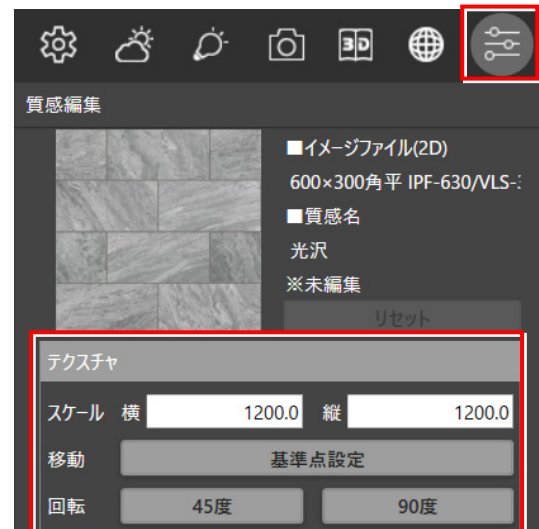 3D
質感編集
■イメージファイル(2D)
600×300角平 IPF-630/VLS-
■質感名
光沢
※未編集
リセット
テクスチャ
スケール 横 1200.0 縦 1200.0
移動 基準点設定
回転 45度 90度